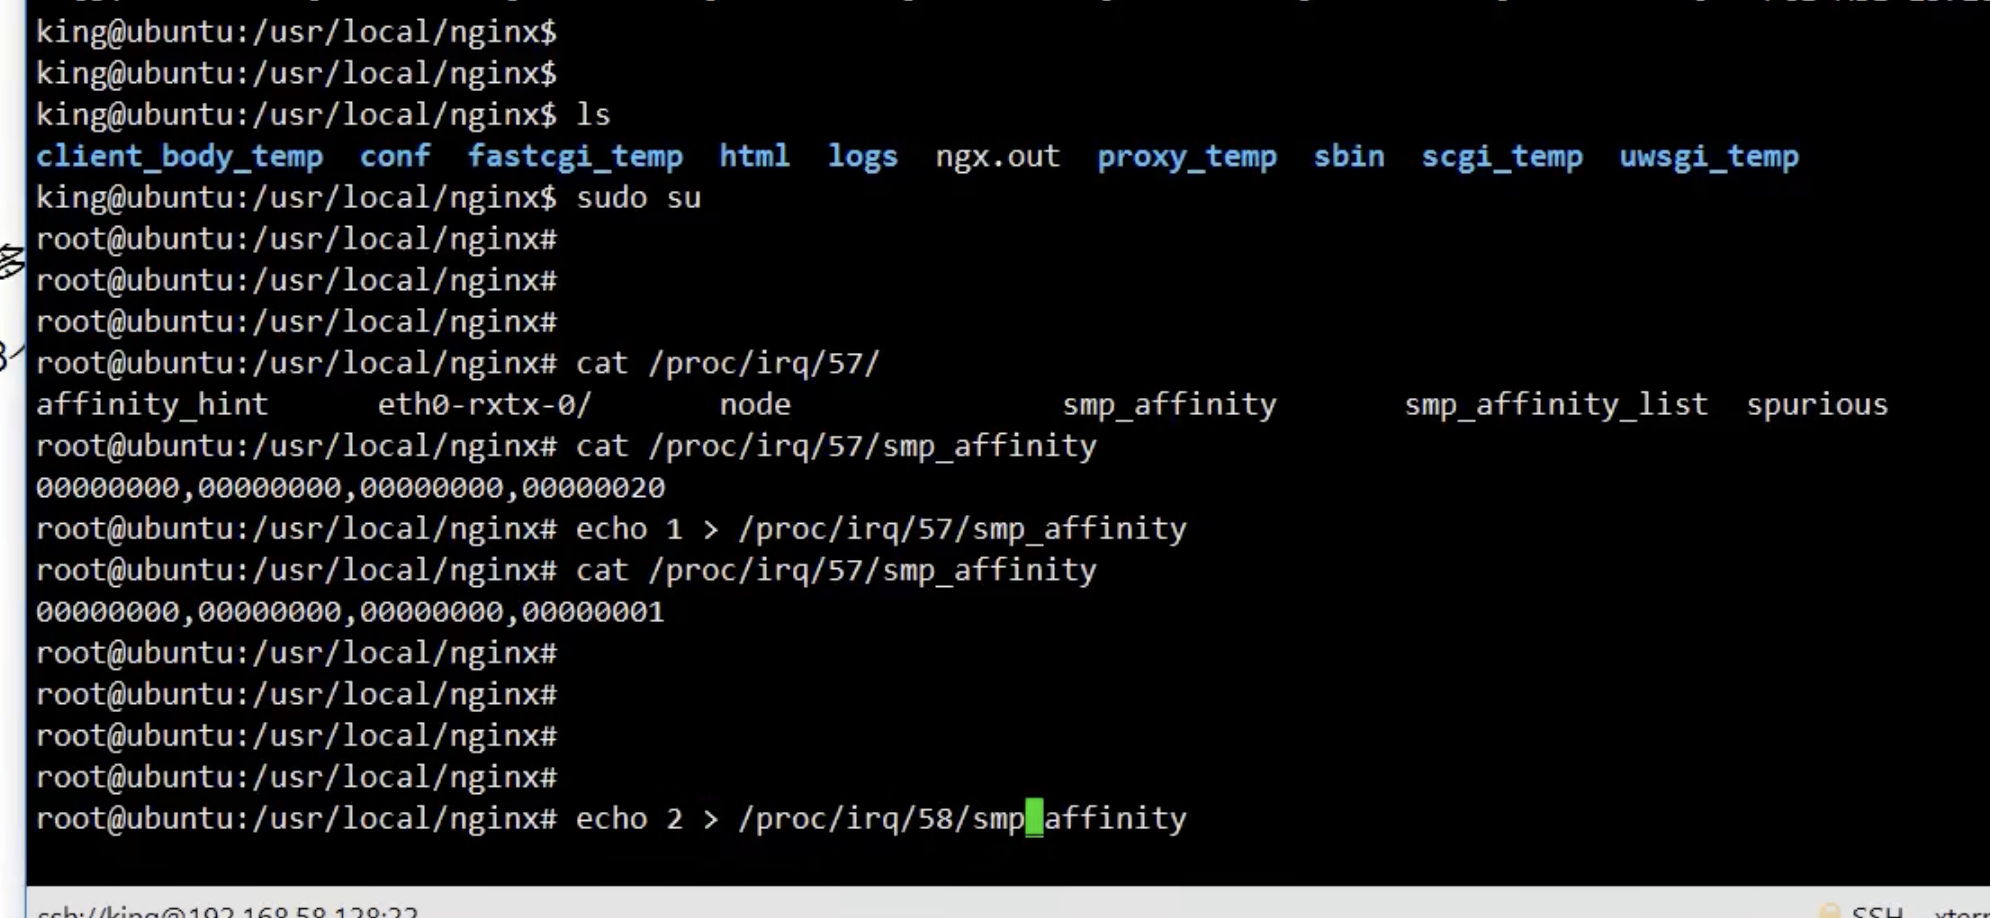 king@ubuntu:/usr/local/nginx$
king@ubuntu:/usr/local/nginx$
king@ubuntu:/usr/local/nginx$ ls
client_body_temp  conf  fastcgi_temp  html  logs  ngx.out  proxy_temp  sbin  scgi_temp  uwsgi_temp
king@ubuntu:/usr/local/nginx$ sudo su
root@ubuntu:/usr/local/nginx#
root@ubuntu:/usr/local/nginx#
root@ubuntu:/usr/local/nginx#
root@ubuntu:/usr/local/nginx# cat /proc/irq/57/
affinity_hint      eth0-rxtx-0/       node               smp_affinity       smp_affinity_list  spurious
root@ubuntu:/usr/local/nginx# cat /proc/irq/57/smp_affinity
00000000,00000000,00000000,00000020
root@ubuntu:/usr/local/nginx# echo 1 > /proc/irq/57/smp_affinity
root@ubuntu:/usr/local/nginx# cat /proc/irq/57/smp_affinity
00000000,00000000,00000000,00000001
root@ubuntu:/usr/local/nginx#
root@ubuntu:/usr/local/nginx#
root@ubuntu:/usr/local/nginx#
root@ubuntu:/usr/local/nginx#
root@ubuntu:/usr/local/nginx# echo 2 > /proc/irq/58/smp_affinity
ssh://king@192.168.58.128:22 SSH